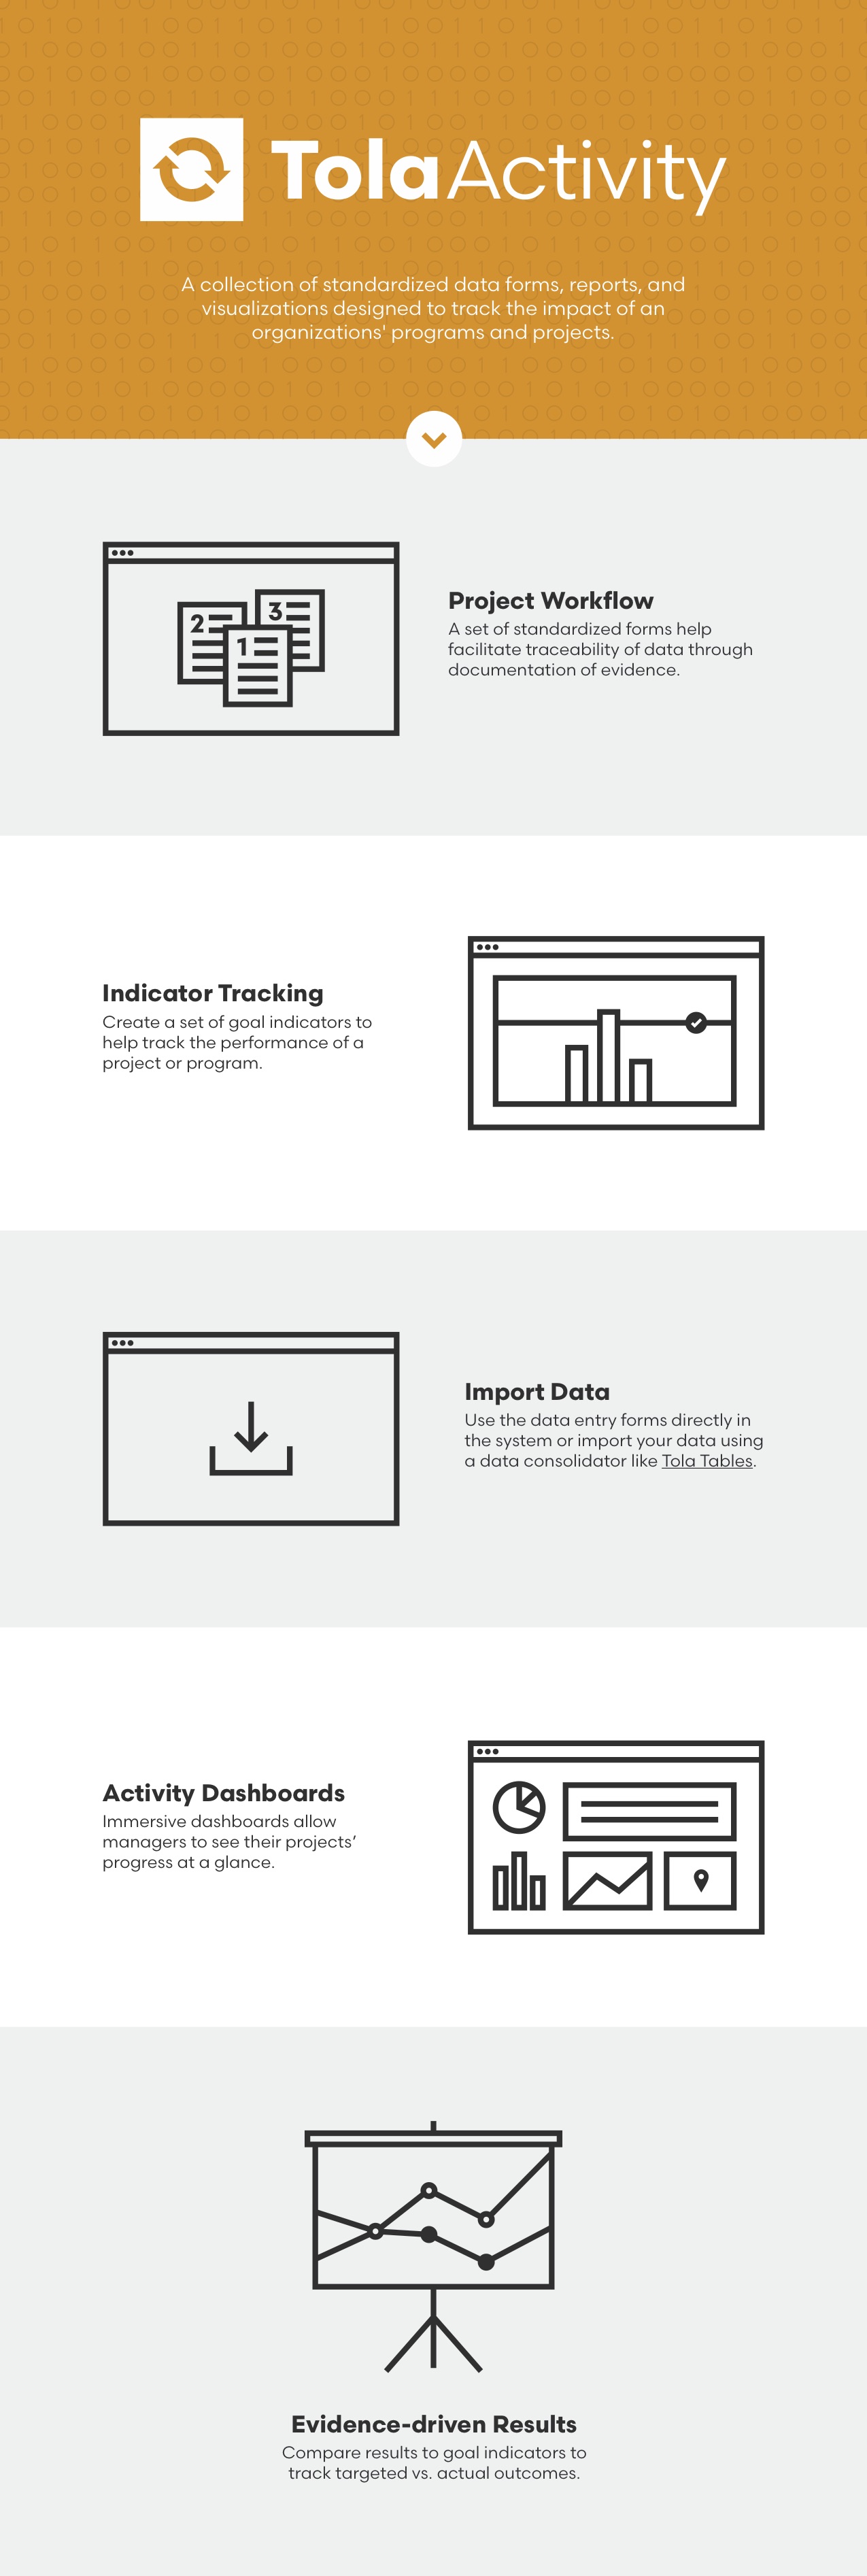 TolaActivity
A collection of standardized data forms, reports, and
visualizations designed to track the impact of an
organizations' programs and projects.
2
3
1
Project Workflow
A set of standardized forms help
facilitate traceability of data through
documentation of evidence.
Indicator Tracking
Create a set of goal indicators to
help track the performance of a
project or program.
Import Data
Use the data entry forms directly in
the system or import your data using
a data consolidator like Tola Tables.
Activity Dashboards
Immersive dashboards allow
managers to see their projects’
progress at a glance.
Evidence-driven Results
Compare results to goal indicators to
track targeted vs. actual outcomes.